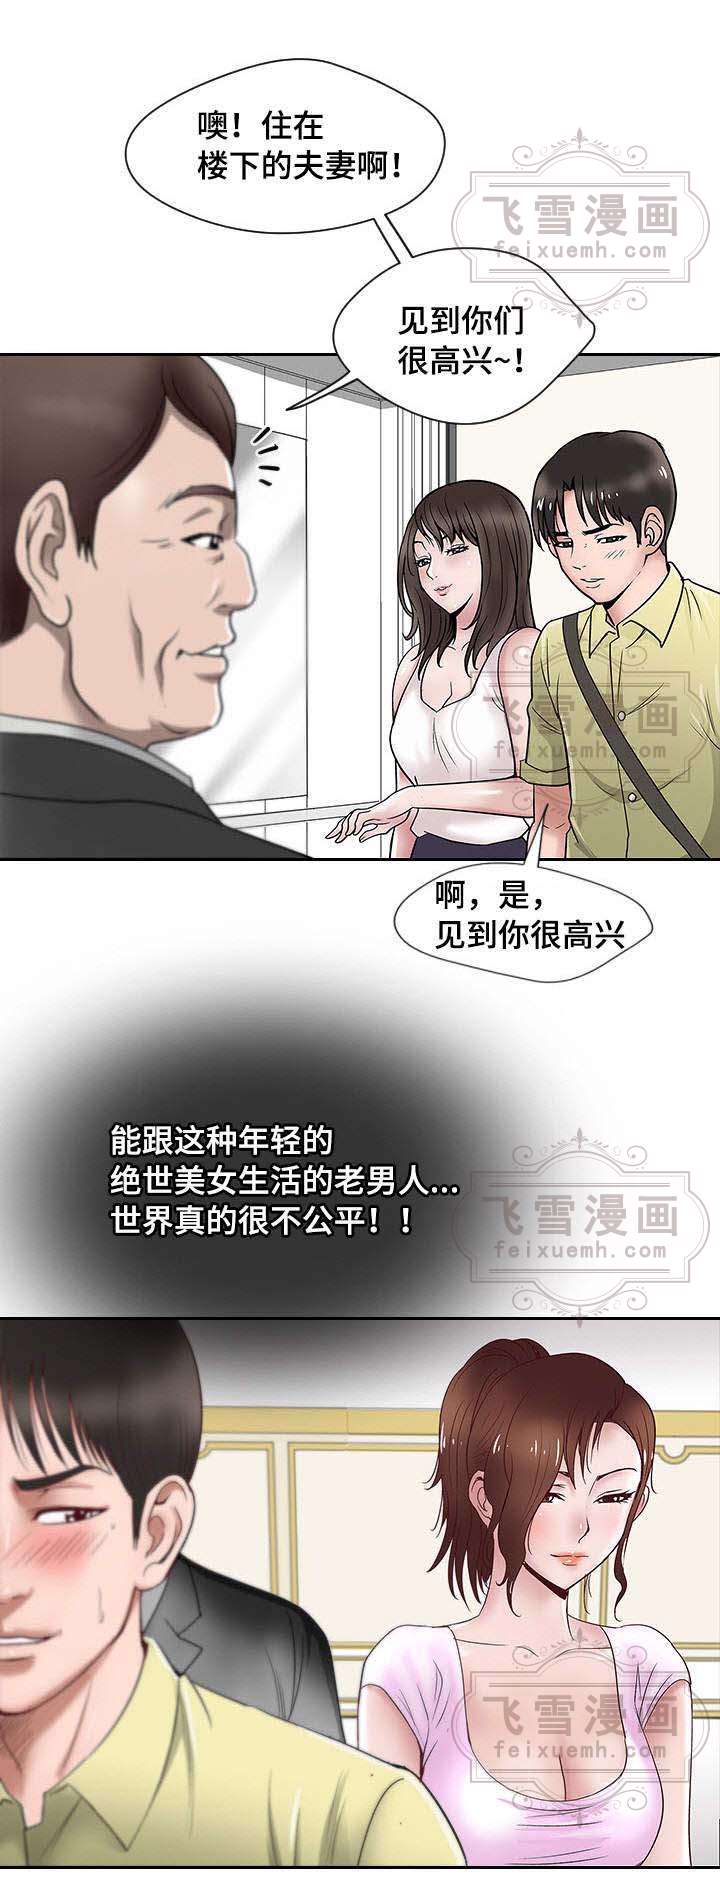 噢！住在
楼下的夫妻啊！
飞雪漫画
feixuemh.com
见到你们
很高兴~！
飞雪漫画
feixuemh.com
啊，是，
见到你很高兴
能跟这种年轻的
绝世美女生活的老男人...
世界真的很不公平！！
飞雪漫画
feixuemh.com
飞雪漫画
feixuemh.com